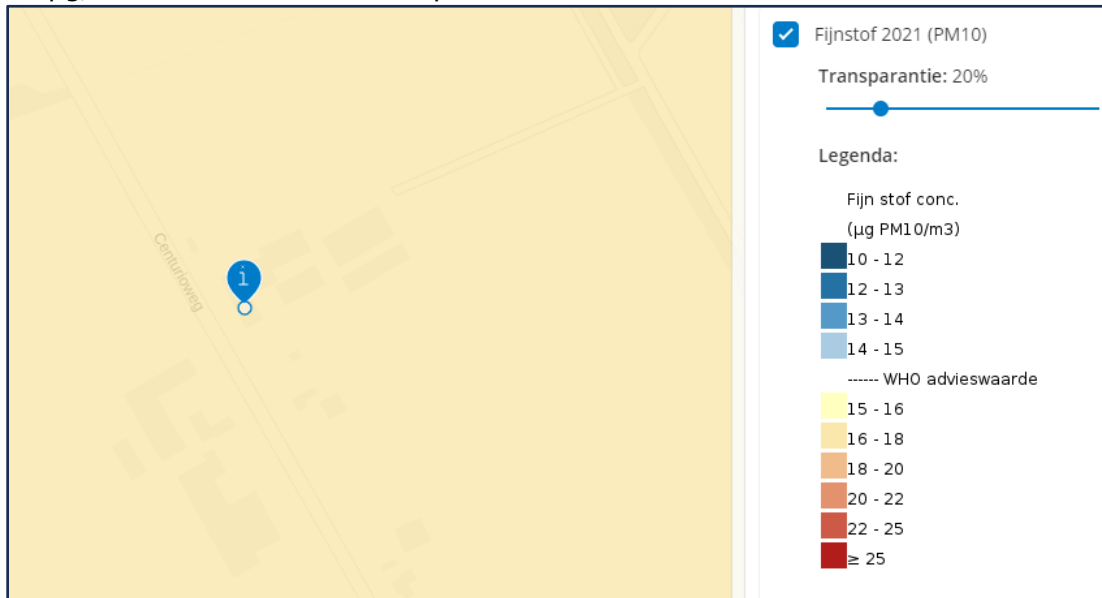 Centurioweg
i
Fijnstof 2021 (PM10)
Transparantie: 20%
Legenda:
Fijn stof conc.
(µg PM10/m3)
10 - 12
12 - 13
13 - 14
14 - 15
------ WHO advieswaarde
15 - 16
16 - 18
18 - 20
20 - 22
22 - 25
≥ 25